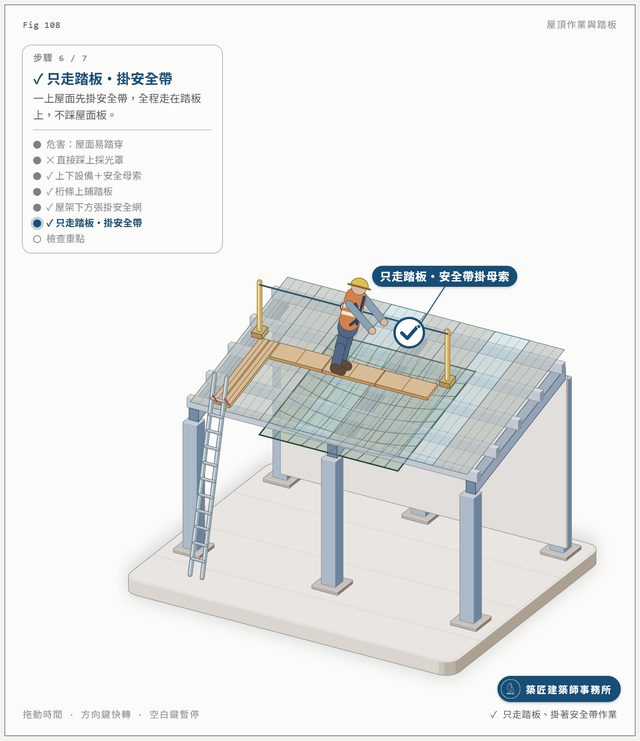 Fig 108
屋頂作業與踏板
步驟 6 / 7
✓ 只走踏板・掛安全帶
一上屋面先掛安全帶，全程走在踏板
上，不踩屋面板。
危害：屋面易踏穿
✕ 直接踩上採光罩
✓ 上下設備＋安全母索
✓ 桁條上鋪踏板
✓ 屋架下方張掛安全網
✓ 只走踏板・掛安全帶
檢查重點
只走踏板・安全帶掛母索
築匠建築師事務所
拖動時間 · 方向鍵快轉 · 空白鍵暫停
✓ 只走踏板、掛著安全帶作業